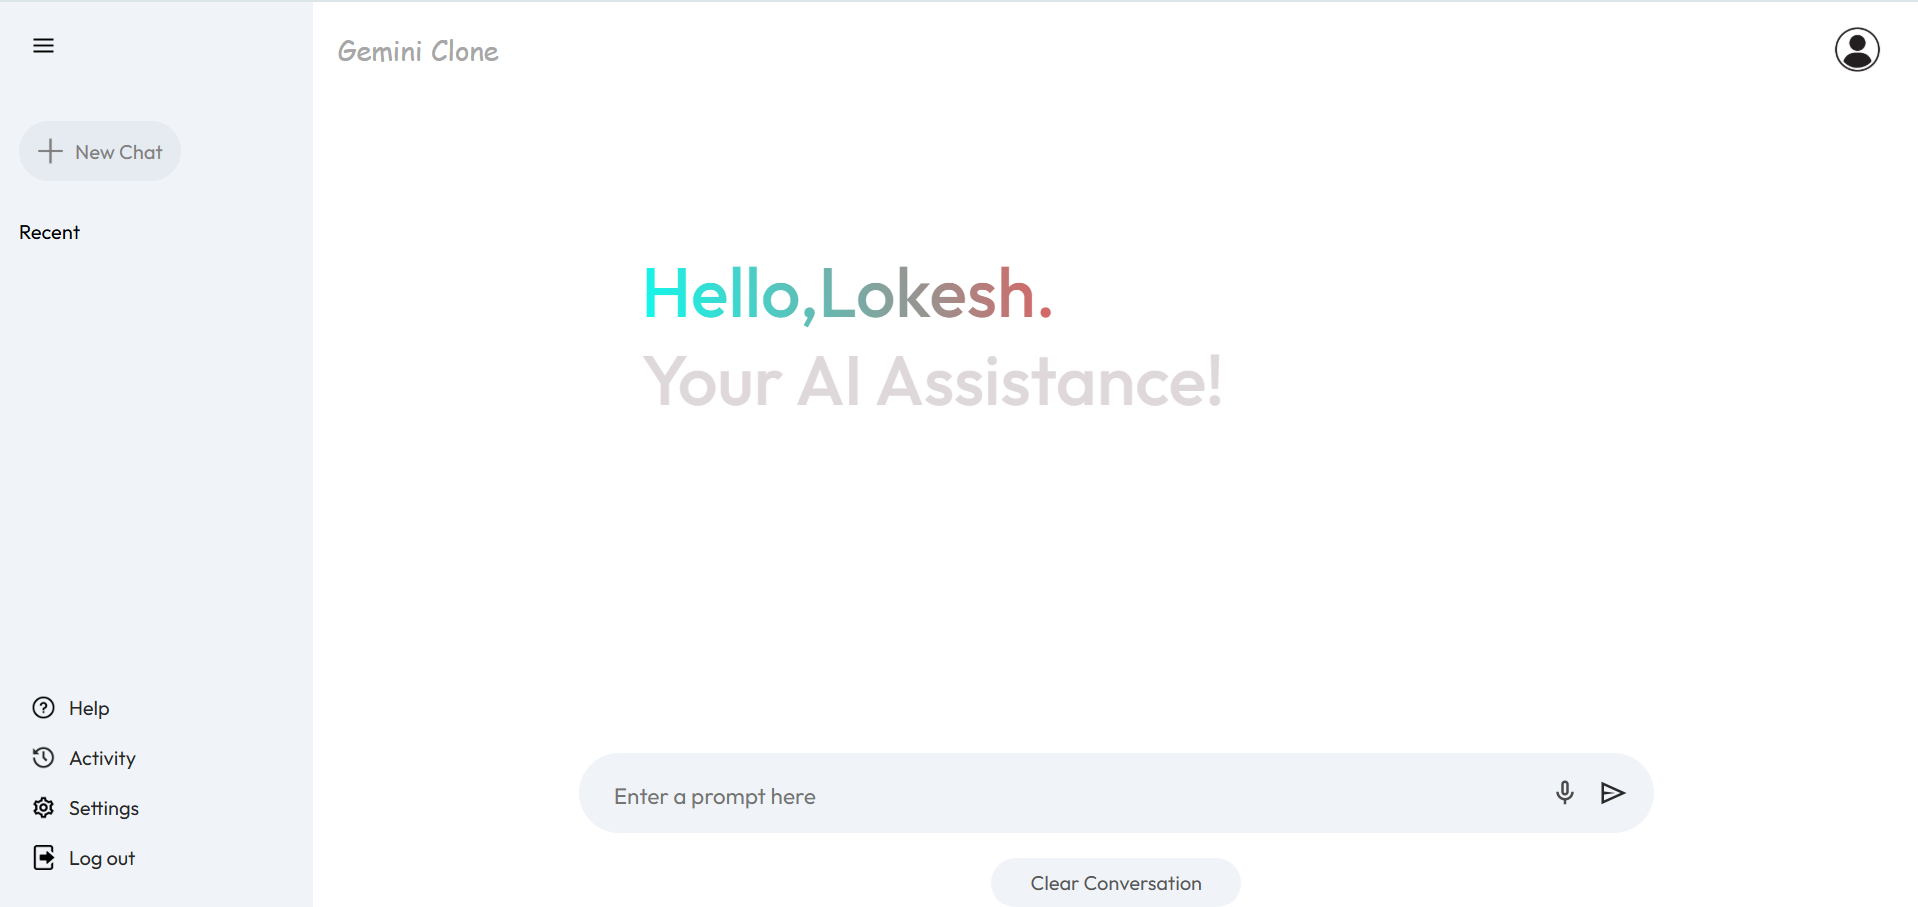 Gemini Clone
New Chat
Recent
Hello,Lokesh.
Your AI Assistance!
Help
Activity
Settings
Log out
Enter a prompt here
Clear Conversation